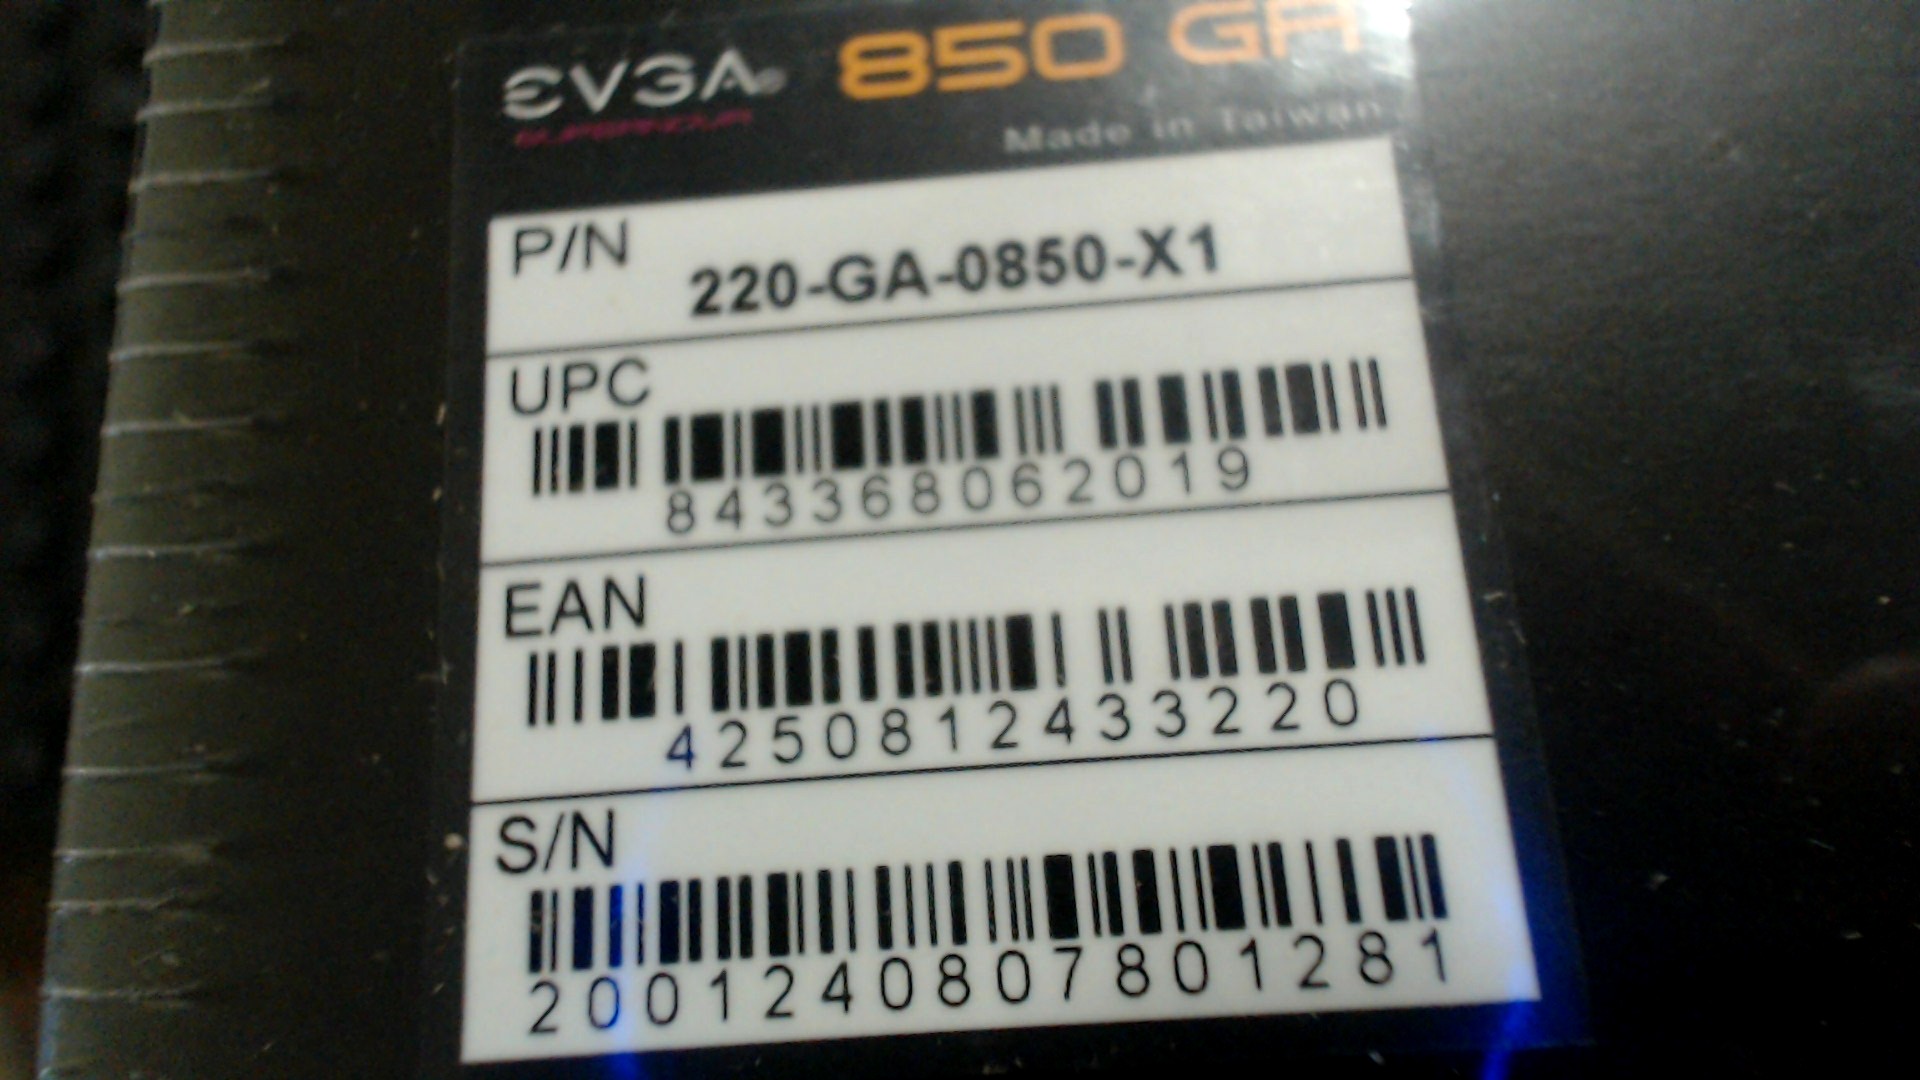 EVGA® 850 GA
SUPERNOVA
Made in Taiwan
P/N 220-GA-0850-X1
UPC
843368062019
EAN
4250812433220
S/N
2001240807801281